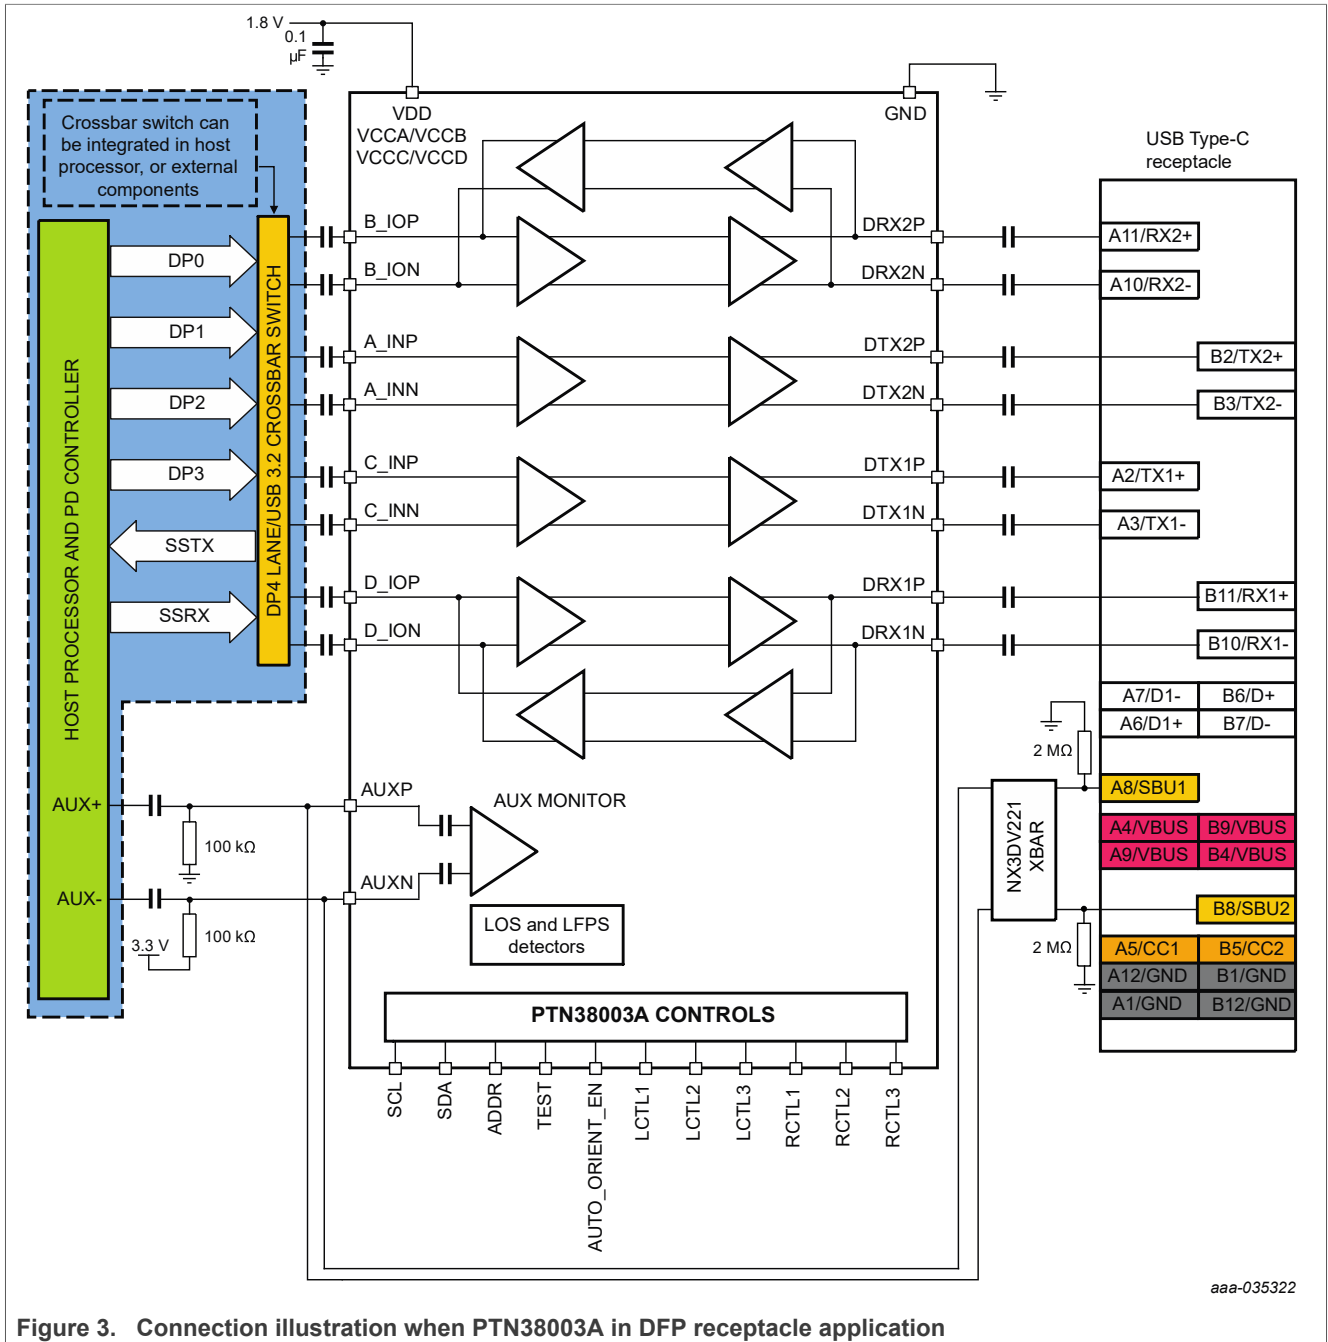 1.8 V
0.1
µF
Crossbar switch can
be integrated in host
processor, or external
components
VDD
VCCA/VCCB
VCCC/VCCD
GND
USB Type-C
receptacle
HOST PROCESSOR AND PD CONTROLLER
DP4 LANE/USB 3.2 CROSSBAR SWITCH
DP0
DP1
DP2
DP3
SSTX
SSRX
B_IOP
B_ION
A_INP
A_INN
C_INP
C_INN
D_IOP
D_ION
DRX2P
DRX2N
DTX2P
DTX2N
DTX1P
DTX1N
DRX1P
DRX1N
A11/RX2+
A10/RX2-
B2/TX2+
B3/TX2-
A2/TX1+
A3/TX1-
B11/RX1+
B10/RX1-
A7/D1- B6/D+
A6/D1+ B7/D-
2 MΩ
A8/SBU1
A4/VBUS B9/VBUS
A9/VBUS B4/VBUS
NX3DV221
XBAR
B8/SBU2
2 MΩ
A5/CC1 B5/CC2
A12/GND B1/GND
A1/GND B12/GND
AUX+
AUX-
100 kΩ
100 kΩ
3.3 V
AUXP
AUXN
AUX MONITOR
LOS and LFPS
detectors
PTN38003A CONTROLS
SCL
SDA
ADDR
TEST
AUTO_ORIENT_EN
LCTL1
LCTL2
LCTL3
RCTL1
RCTL2
RCTL3
aaa-035322
Figure 3. Connection illustration when PTN38003A in DFP receptacle application